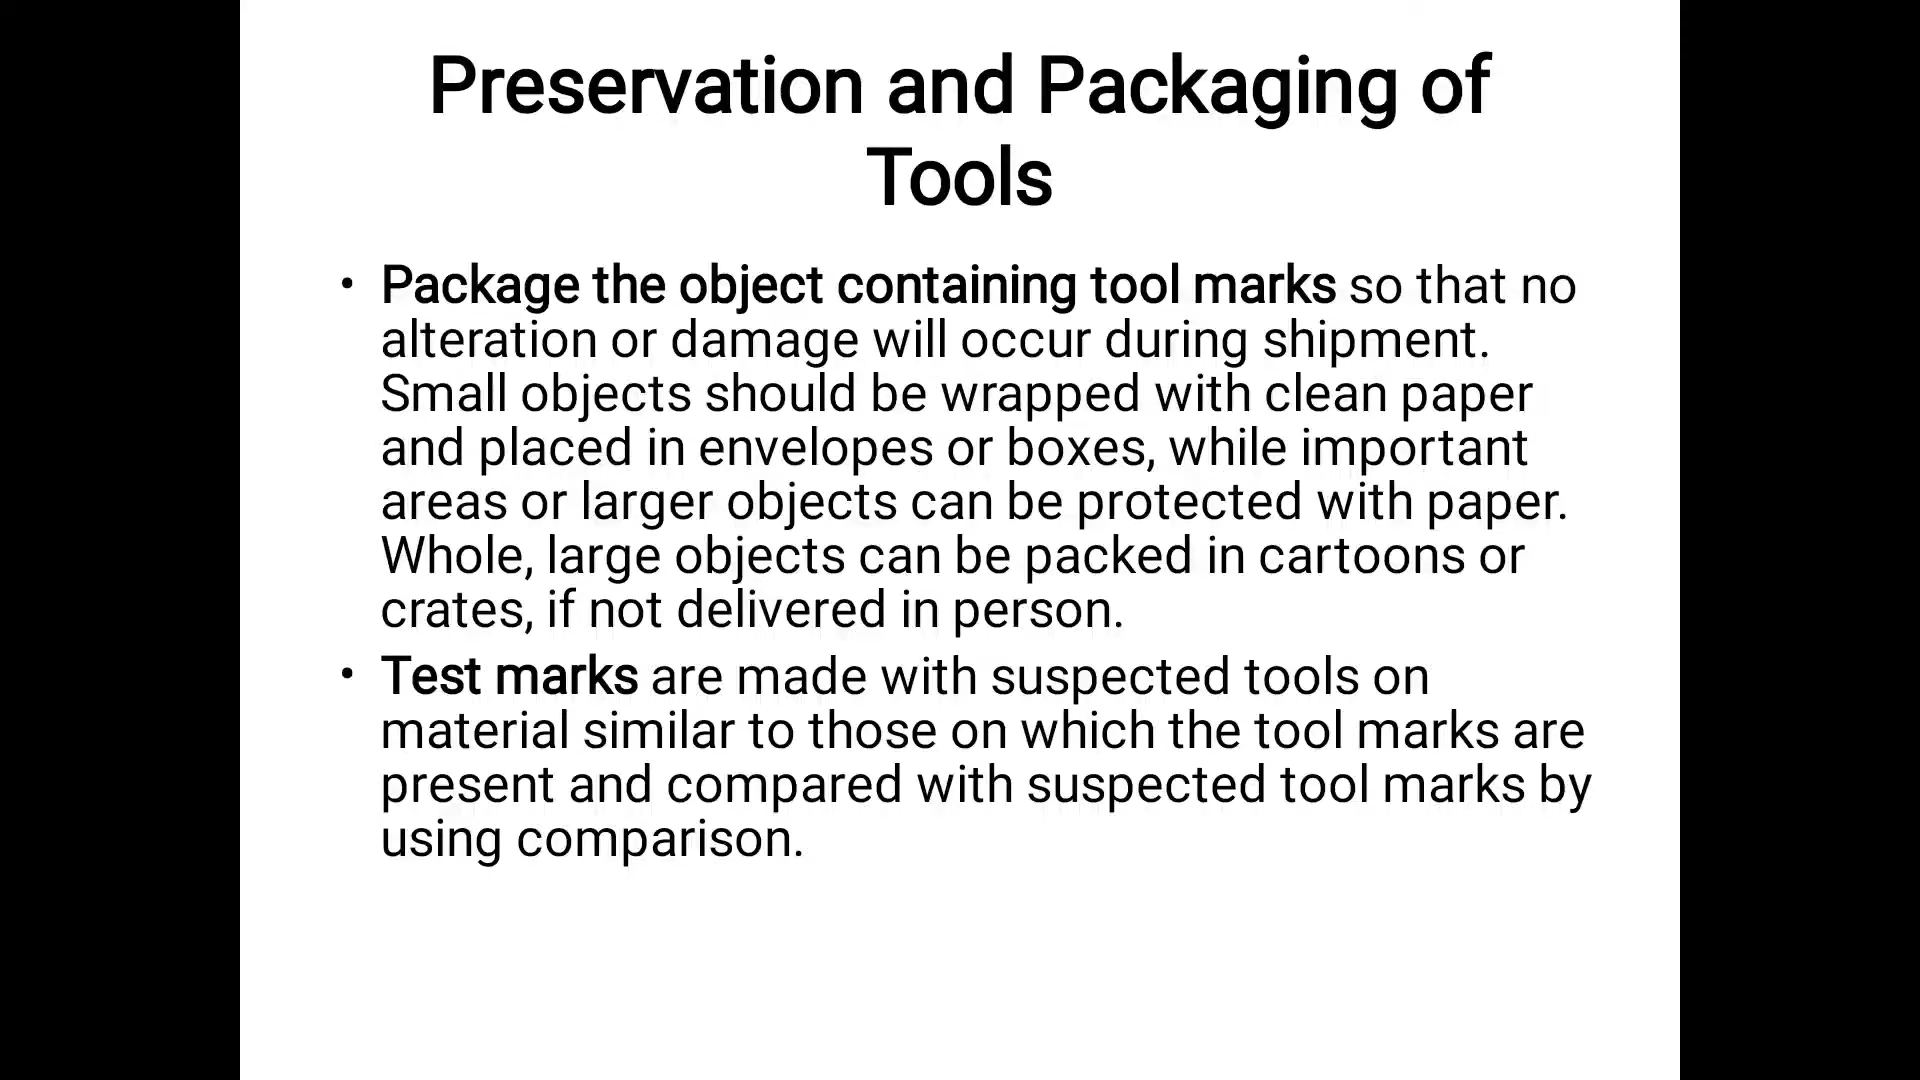 Preservation and Packaging of
Tools
• Package the object containing tool marks so that no
alteration or damage will occur during shipment.
Small objects should be wrapped with clean paper
and placed in envelopes or boxes, while important
areas or larger objects can be protected with paper.
Whole, large objects can be packed in cartoons or
crates, if not delivered in person.
• Test marks are made with suspected tools on
material similar to those on which the tool marks are
present and compared with suspected tool marks by
using comparison.